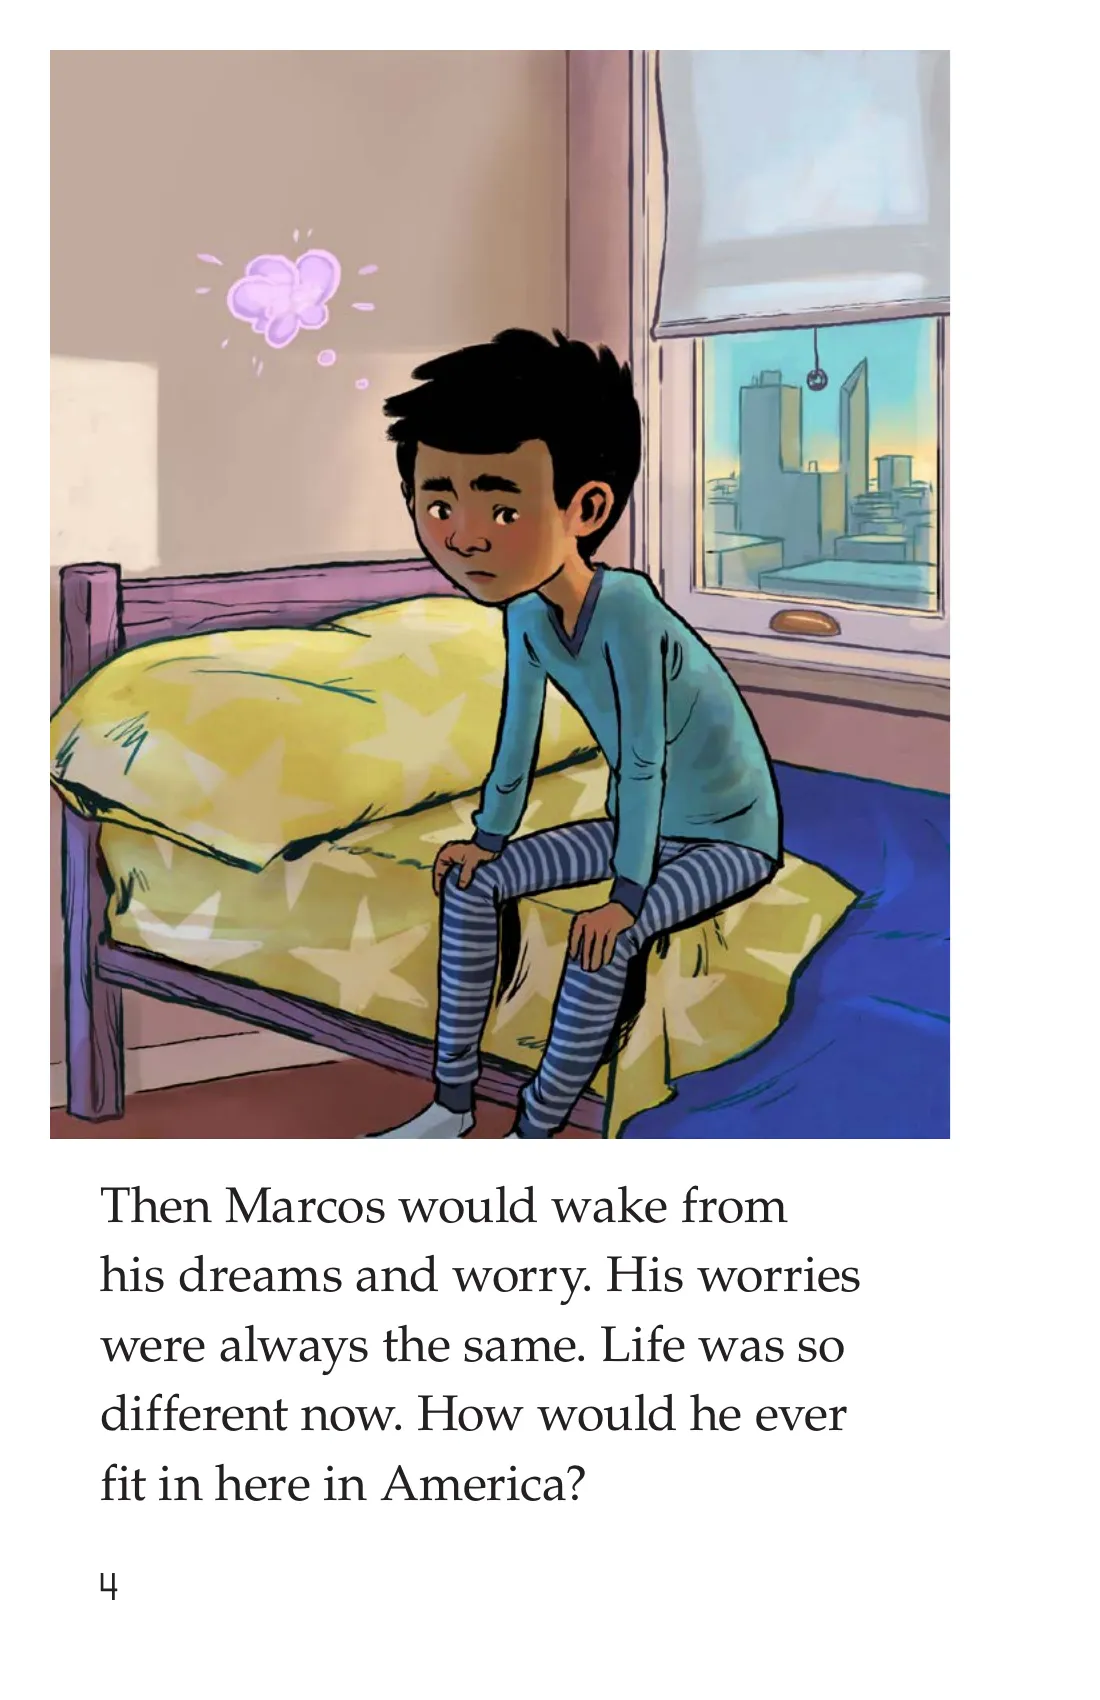 Then Marcos would wake from
his dreams and worry. His worries
were always the same. Life was so
different now. How would he ever
fit in here in America?
4